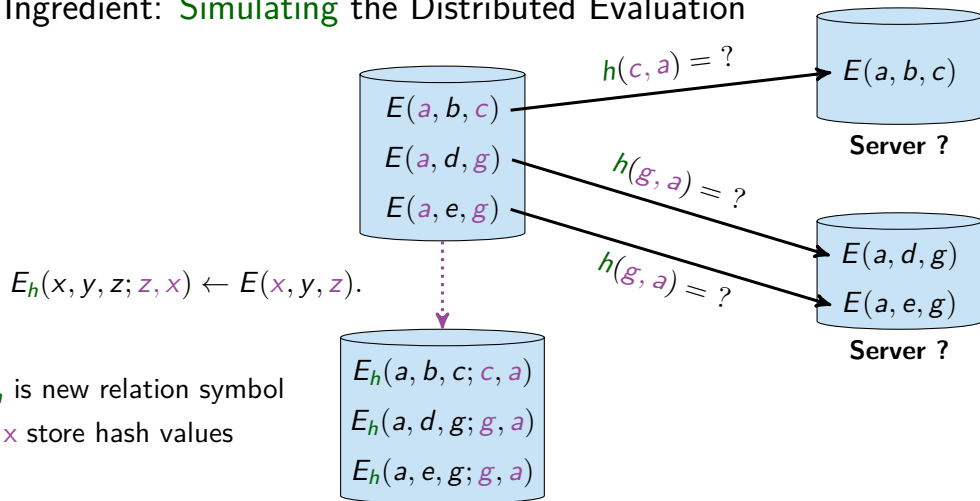 Ingredient: Simulating the Distributed Evaluation
h(c, a) = ?
E(a, b, c)
E(a, d, g)
E(a, e, g)
E(a, b, c)
Server ?
h(g, a) = ?
h(g, a) = ?
E(a, d, g)
E(a, e, g)
Server ?
E_h(x, y, z; z, x) ← E(x, y, z).
E_h(a, b, c; c, a)
E_h(a, d, g; g, a)
E_h(a, e, g; g, a)
h is new relation symbol
x store hash values